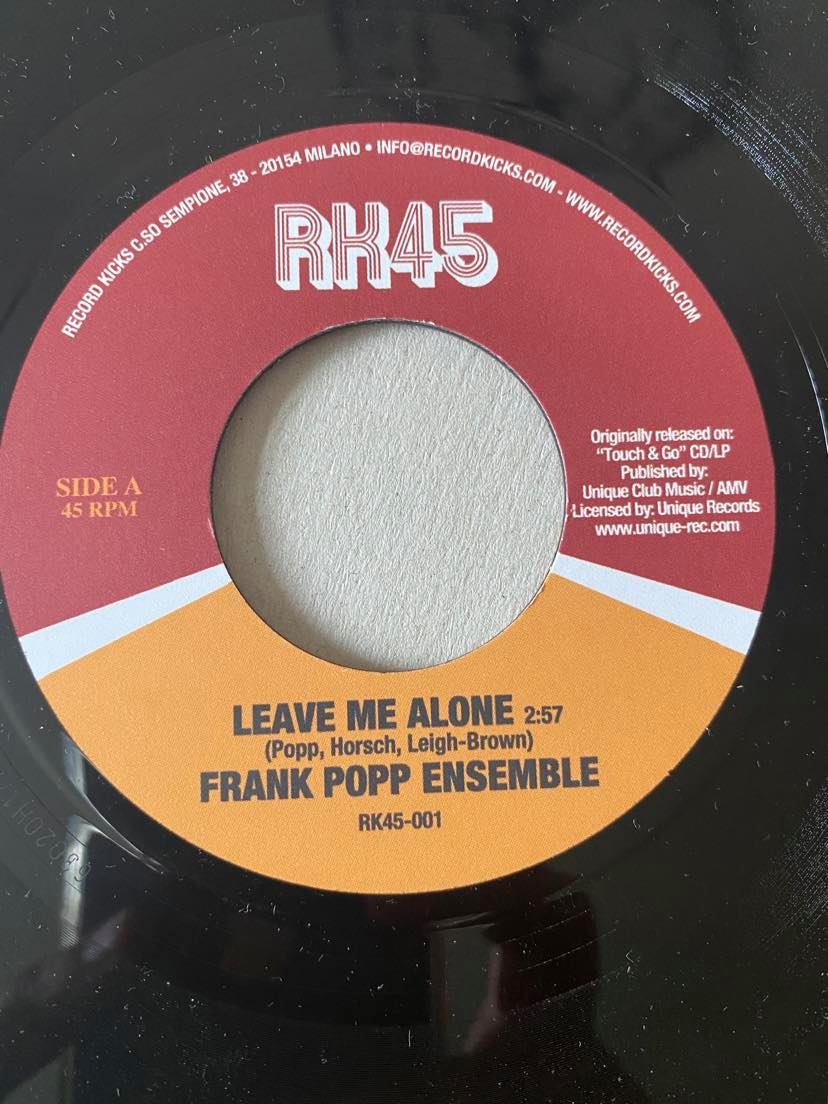 RECORD KICKS C.SO SEMPIONE, 38 - 20154 MILANO • INFO@RECORDKICKS.COM - WWW.RECORDKICKS.COM
RK45
SIDE A
45 RPM
Originally released on:
"Touch & Go" CD/LP
Published by:
Unique Club Music / AMV
Licensed by: Unique Records
www.unique-rec.com
LEAVE ME ALONE 2:57
(Popp, Horsch, Leigh-Brown)
FRANK POPP ENSEMBLE
RK45-001